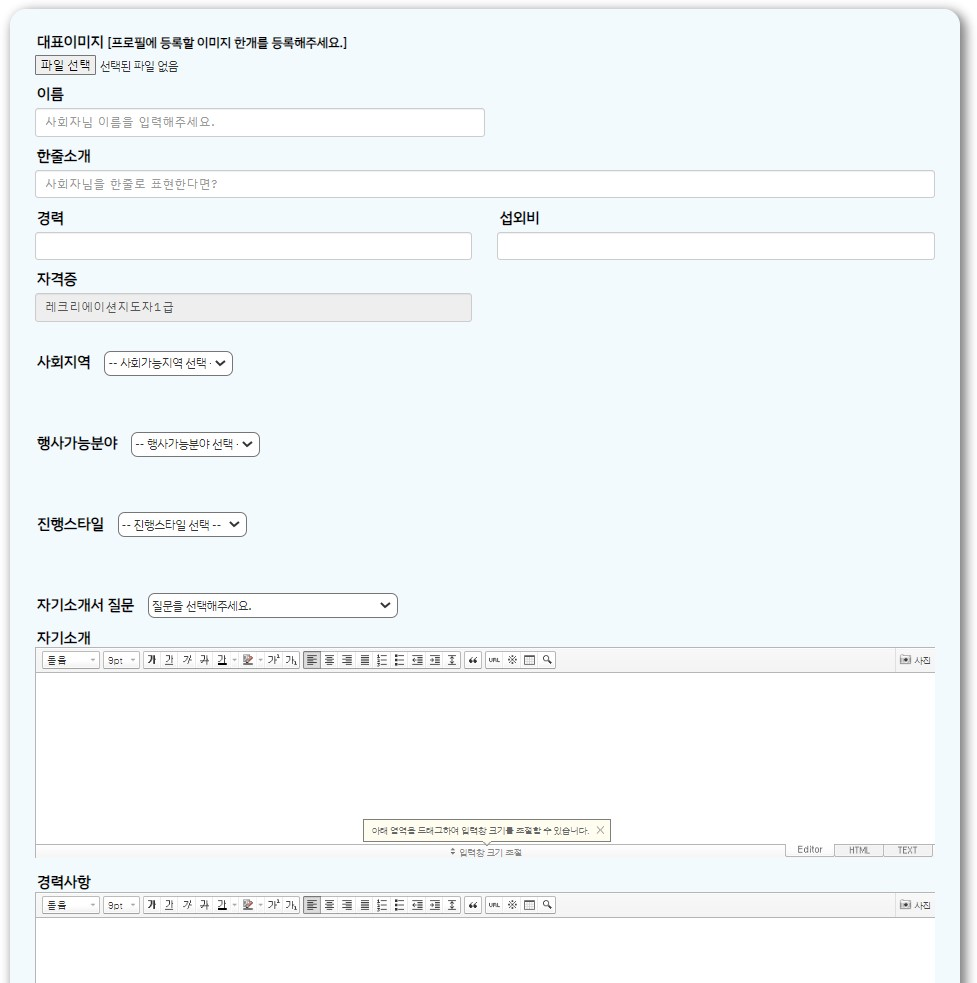 대표이미지 [프로필에 등록할 이미지 한개를 등록해주세요.]
파일 선택 선택된 파일 없음
이름
사회자님 이름을 입력해주세요.
한줄소개
사회자님을 한줄로 표현한다면?
경력 섭외비
자격증
레크리에이션지도자1급
사회지역 -- 사회가능지역 선택 -
행사가능분야 -- 행사가능분야 선택 -
진행스타일 -- 진행스타일 선택 --
자기소개서 질문 질문을 선택해주세요.
자기소개
돋움 9pt 가 가 가 가 가 가¹ 가₁ “ URL ※ 사진
아래 영역을 드래그하여 입력창 크기를 조절할 수 있습니다.
입력창 크기 조절 Editor HTML TEXT
경력사항
돋움 9pt 가 가 가 가 가 가¹ 가₁ “ URL ※ 사진